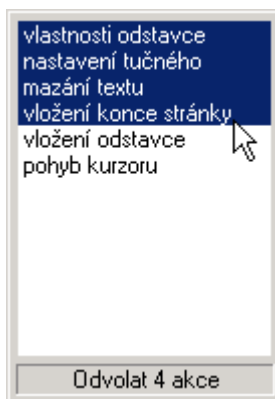 vlastnosti odstavce
nastavení tučného
mazání textu
vložení konce stránky
vložení odstavce
pohyb kurzoru
Odvolat 4 akce